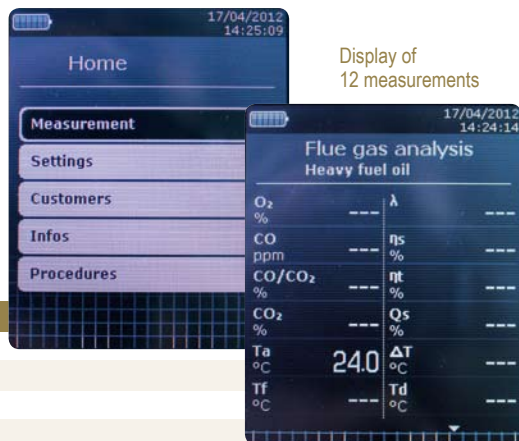 17/04/2012
14:25:09
Home
Measurement
Settings
Customers
Infos
Procedures
Display of
12 measurements
17/04/2012
14:24:14
Flue gas analysis
Heavy fuel oil
O₂ % --- λ ---
CO ppm --- ηs % ---
CO/CO₂ % --- ηt % ---
CO₂ % --- Qs % ---
Ta °C 24.0 ΔT °C ---
Tf °C --- Td °C ---